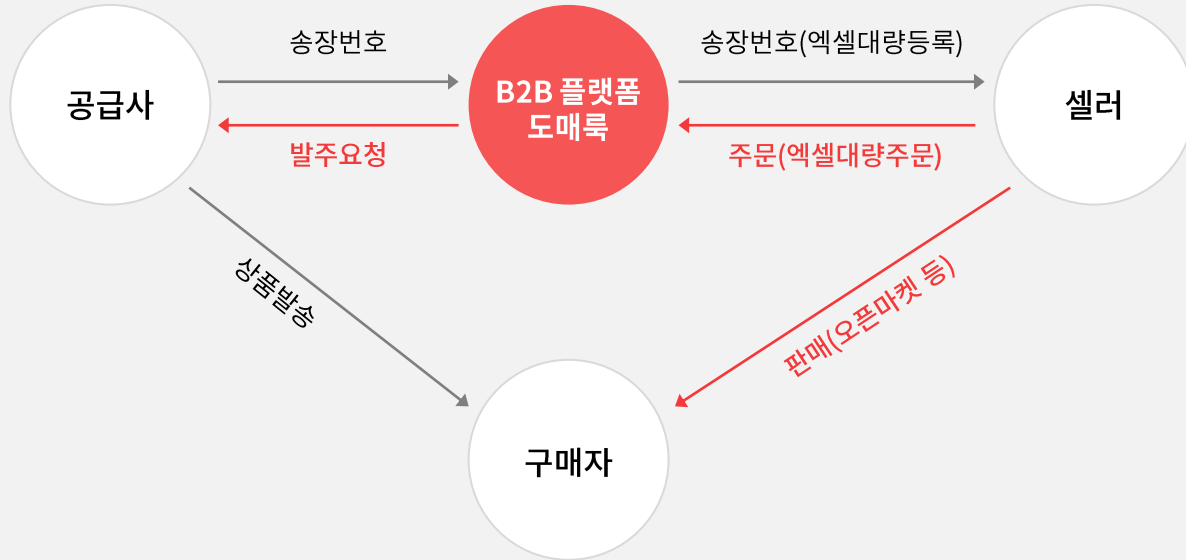 송장번호
송장번호(엑셀대량등록)
공급사
B2B 플랫폼
도매룩
셀러
발주요청
주문(엑셀대량주문)
상품발송
판매(오픈마켓 등)
구매자